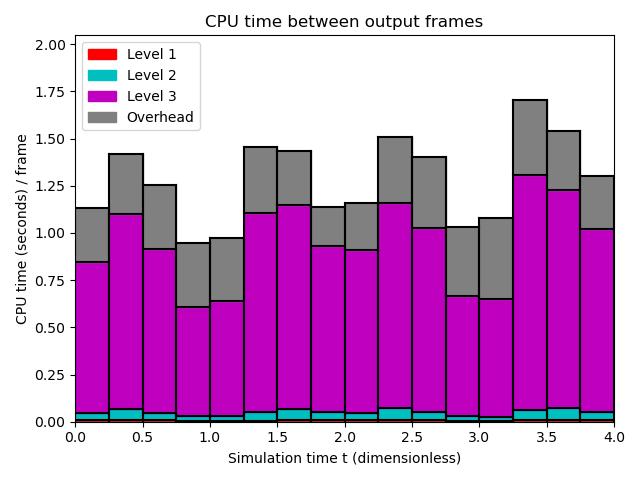 CPU time between output frames
2.00
1.75
1.50
1.25
1.00
0.75
0.50
0.25
0.00
CPU time (seconds) / frame
Level 1
Level 2
Level 3
Overhead
0.0 0.5 1.0 1.5 2.0 2.5 3.0 3.5 4.0
Simulation time t (dimensionless)